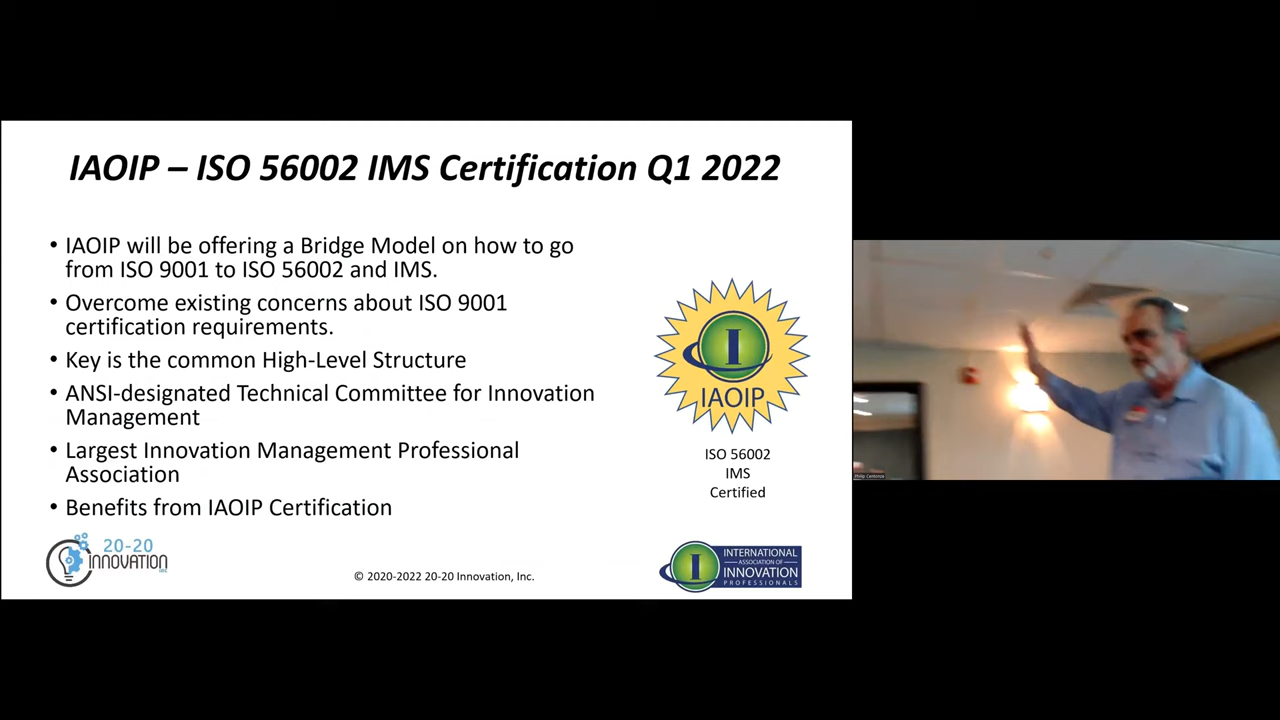 IAOIP – ISO 56002 IMS Certification Q1 2022
• IAOIP will be offering a Bridge Model on how to go
from ISO 9001 to ISO 56002 and IMS.
• Overcome existing concerns about ISO 9001
certification requirements.
• Key is the common High-Level Structure
• ANSI-designated Technical Committee for Innovation
Management
• Largest Innovation Management Professional
Association
• Benefits from IAOIP Certification
I
IAOIP
ISO 56002
IMS
Certified
20-20
INNOVATION
INC
© 2020-2022 20-20 Innovation, Inc.
I
INTERNATIONAL
ASSOCIATION OF
INNOVATION
PROFESSIONALS